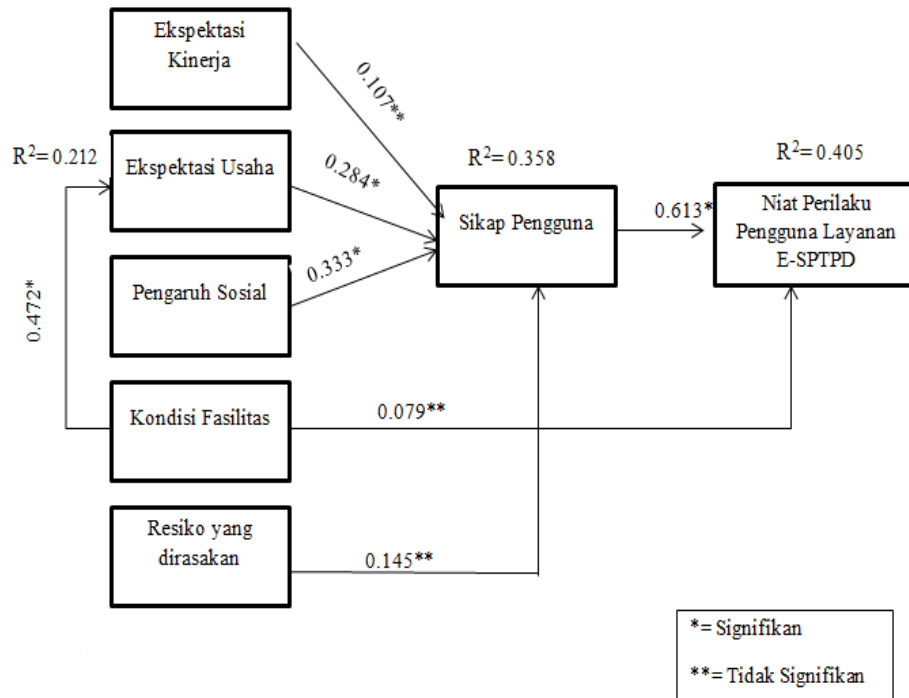 Ekspektasi
Kinerja
0.107**
R²= 0.212
Ekspektasi Usaha
0.284*
R²= 0.358
Sikap Pengguna
0.613*
R²= 0.405
Niat Perilaku
Pengguna Layanan
E-SPTPD
Pengaruh Sosial
0.333*
0.472*
Kondisi Fasilitas
0.079**
Resiko yang
dirasakan
0.145**
*= Signifikan
**= Tidak Signifikan